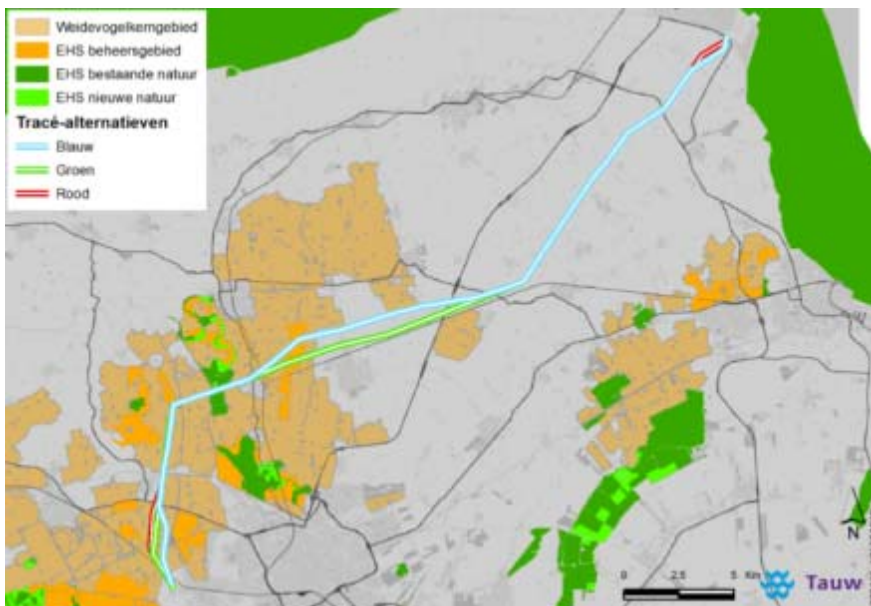 Weidevogelkerngebied
EHS beheersgebied
EHS bestaande natuur
EHS nieuwe natuur
Tracé-alternatieven
Blauw
Groen
Rood
N
0 2.5 5 Km
Tauw